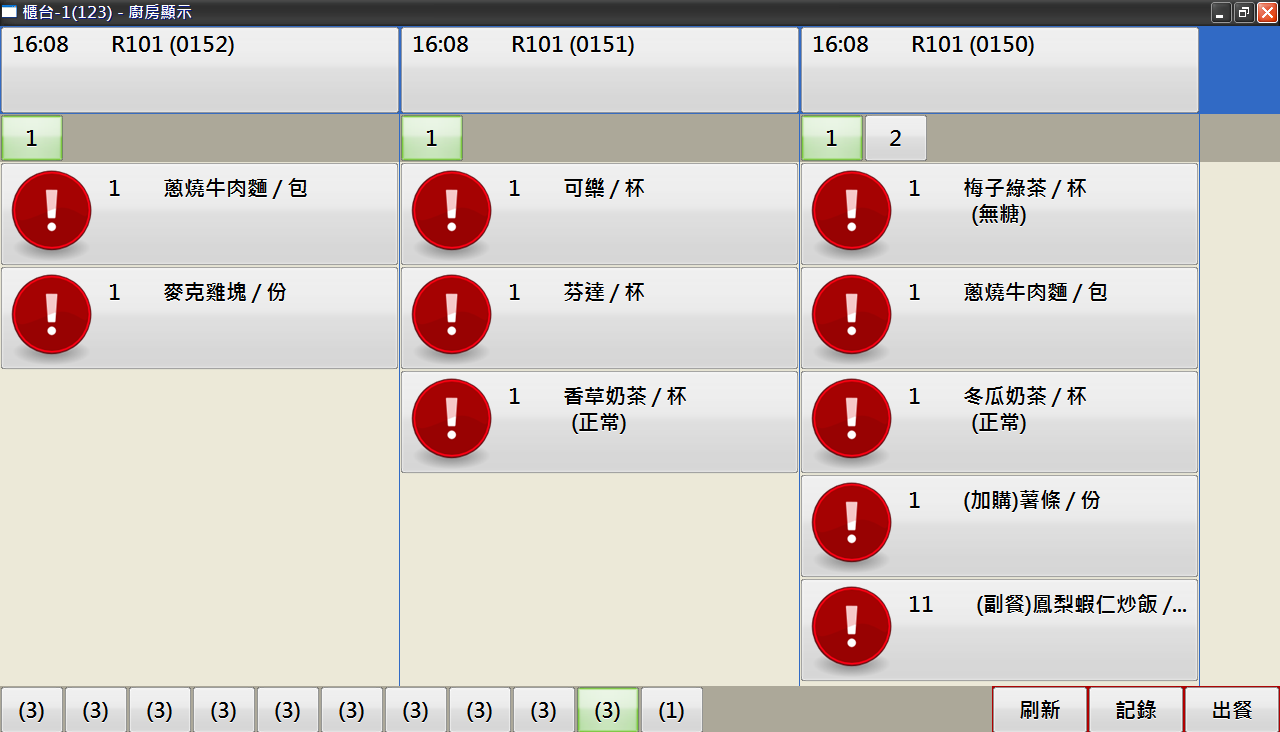 櫃台-1(123) - 廚房顯示
16:08 R101 (0152)
16:08 R101 (0151)
16:08 R101 (0150)
1
1
1 2
1 蔥燒牛肉麵 / 包
1 麥克雞塊 / 份
1 可樂 / 杯
1 芬達 / 杯
1 香草奶茶 / 杯
(正常)
1 梅子綠茶 / 杯
(無糖)
1 蔥燒牛肉麵 / 包
1 冬瓜奶茶 / 杯
(正常)
1 (加購)薯條 / 份
11 (副餐)鳳梨蝦仁炒飯 /...
(3) (3) (3) (3) (3) (3) (3) (3) (3) (3) (1)
刷新 記錄 出餐